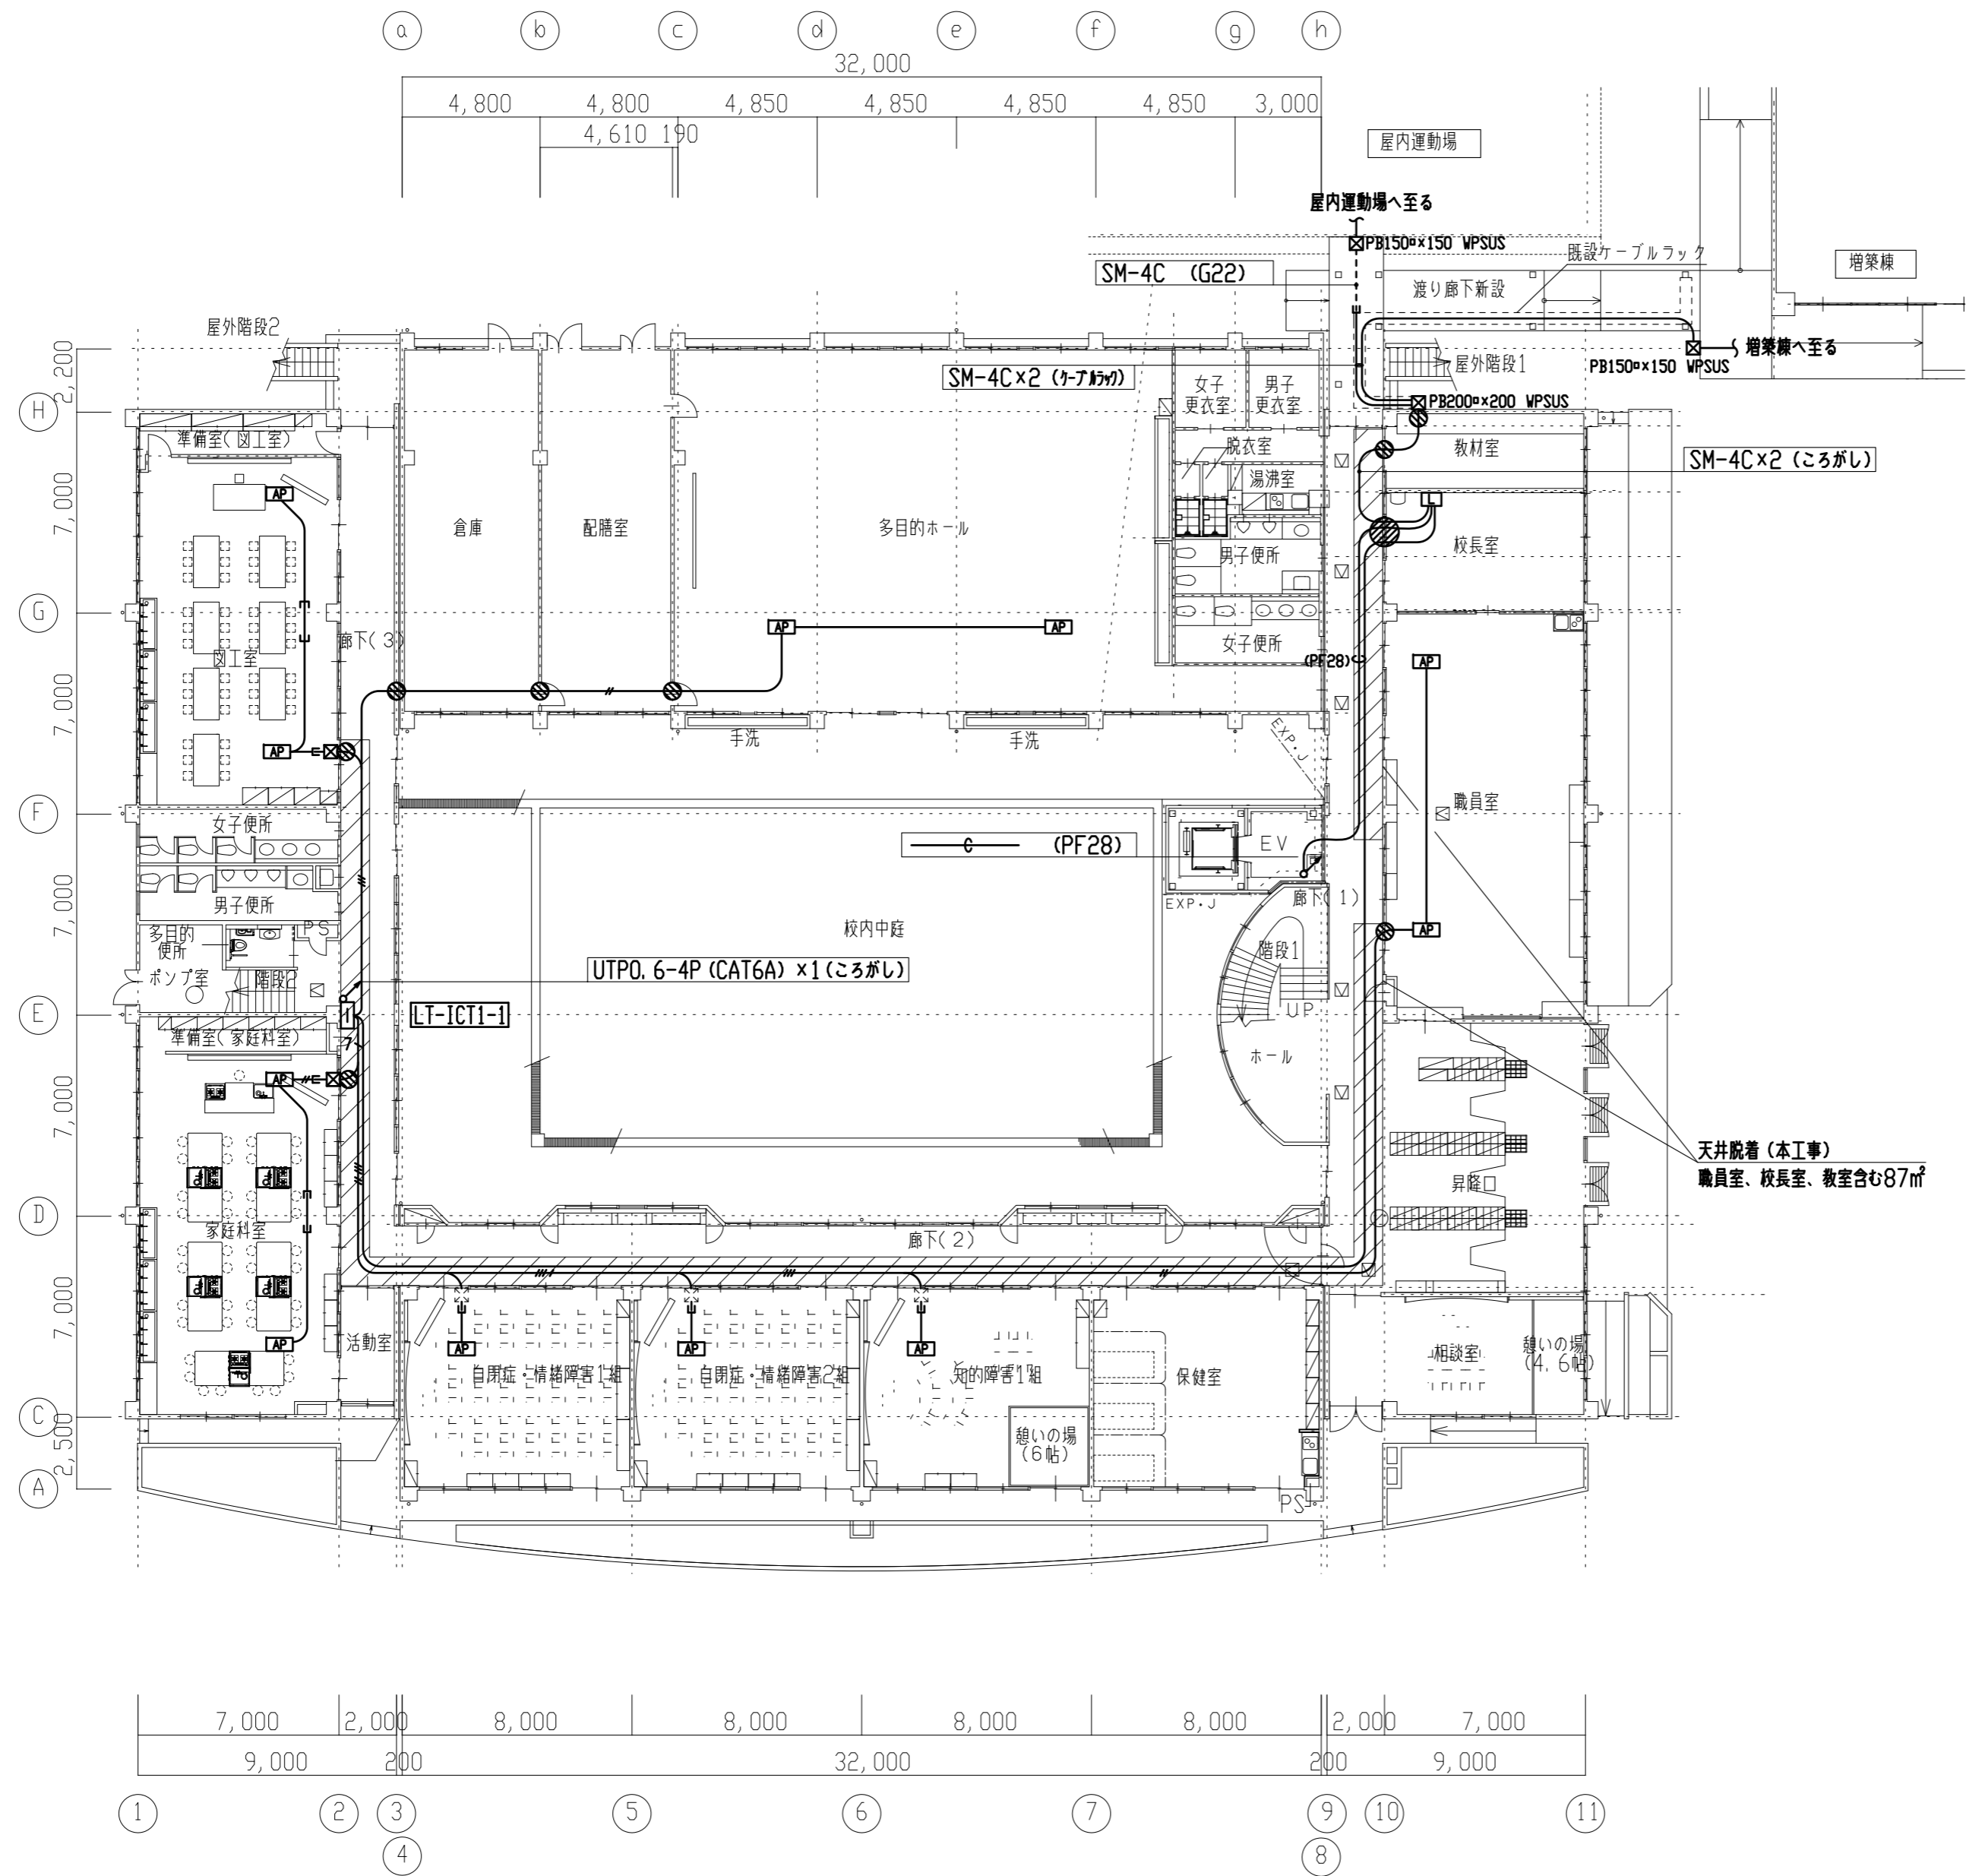 a b c d e f g h
32,000
4,800 4,800 4,850 4,850 4,850 4,850 3,000
4,610 190
屋内運動場
屋内運動場へ至る
PB150□×150 WPSUS
既設ケーブルラック
増築棟
SM-4C (G22)
渡り廊下新設
屋外階段2
2,200
増築棟へ至る
屋外階段1
PB150□×150 WPSUS
SM-4C×2 (ケーブルラック)
女子
更衣室
男子
更衣室
PB200□×200 WPSUS
H
準備室(図工室)
脱衣室
教材室
SM-4C×2 (ころがし)
湯沸室
AP
L
7,000
倉庫
配膳室
多目的ホール
校長室
男子便所
G
AP
AP
廊下(3)
女子便所
図工室
(PF28)
AP
7,000
手洗
手洗
EXP・J
AP
F
職員室
女子便所
EV
(PF28)
男子便所
EXP・J
廊下(1)
7,000
PS
多目的
便所
校内中庭
AP
階段1
ポンプ室
階段2
UTP0.6-4P (CAT6A) ×1 (ころがし)
E
LT-ICT1-1
UP
準備室(家庭科室)
7
ホール
AP
7,000
天井脱着 (本工事)
職員室、校長室、教室含む87㎡
昇降口
D
家庭科室
廊下(2)
7,000
AP
活動室
AP
AP
AP
相談室
憩いの場
(4.6帖)
自閉症・情緒障害1組
自閉症・情緒障害2組
知的障害1組
保健室
C
憩いの場
(6帖)
2,500
A
PS
7,000 2,000 8,000 8,000 8,000 8,000 2,000 7,000
9,000 200 32,000 200 9,000
1 2 3 5 6 7 9 10 11
4 8